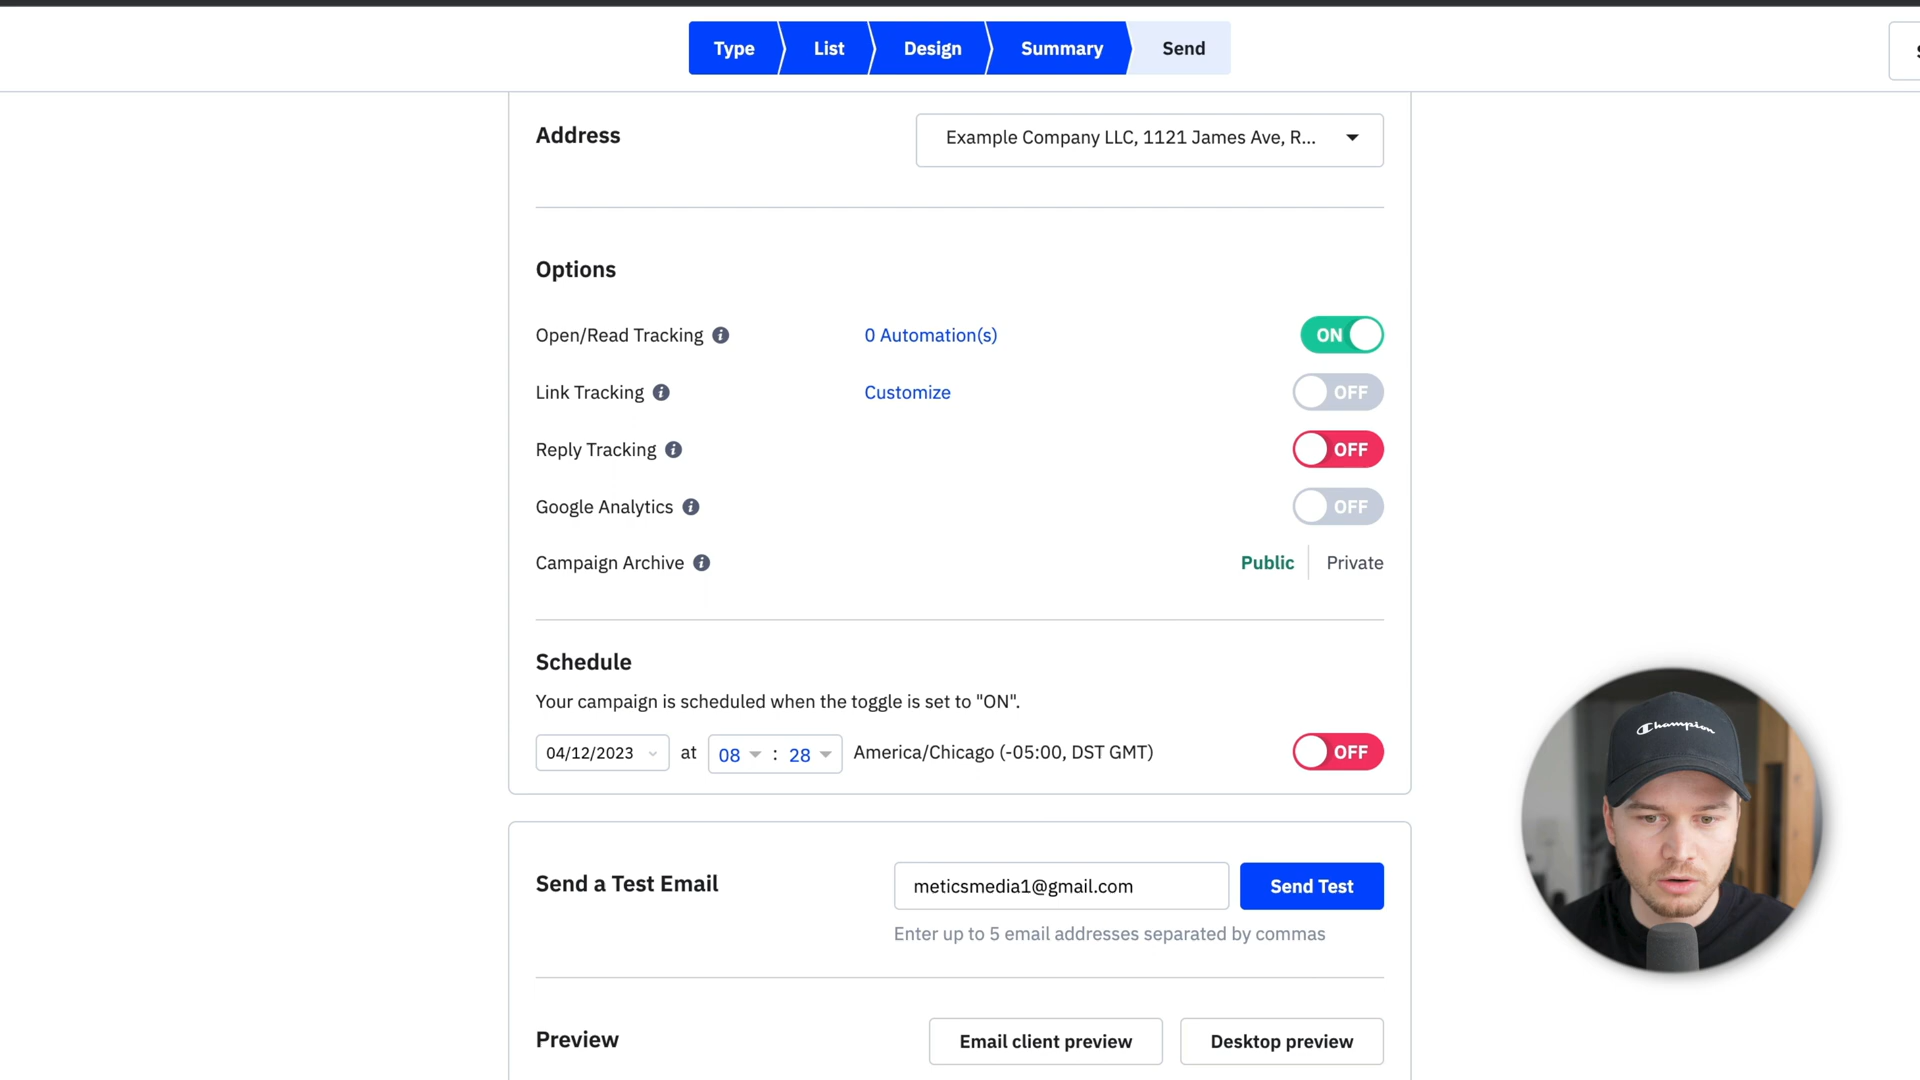 Type
List
Design
Summary
Send
Address
Example Company LLC, 1121 James Ave, R...
Options
Open/Read Tracking
0 Automation(s)
ON
Link Tracking
Customize
OFF
Reply Tracking
OFF
Google Analytics
OFF
Campaign Archive
Public
Private
Schedule
Your campaign is scheduled when the toggle is set to "ON".
04/12/2023 at 08 : 28 America/Chicago (-05:00, DST GMT)
OFF
Champion
Send a Test Email
meticsmedia1@gmail.com
Send Test
Enter up to 5 email addresses separated by commas
Preview
Email client preview
Desktop preview